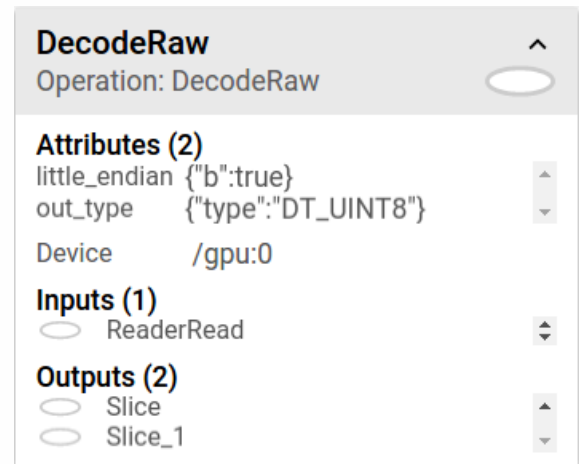 DecodeRaw
Operation: DecodeRaw
Attributes (2)
little_endian {"b":true}
out_type {"type":"DT_UINT8"}
Device /gpu:0
Inputs (1)
ReaderRead
Outputs (2)
Slice
Slice_1